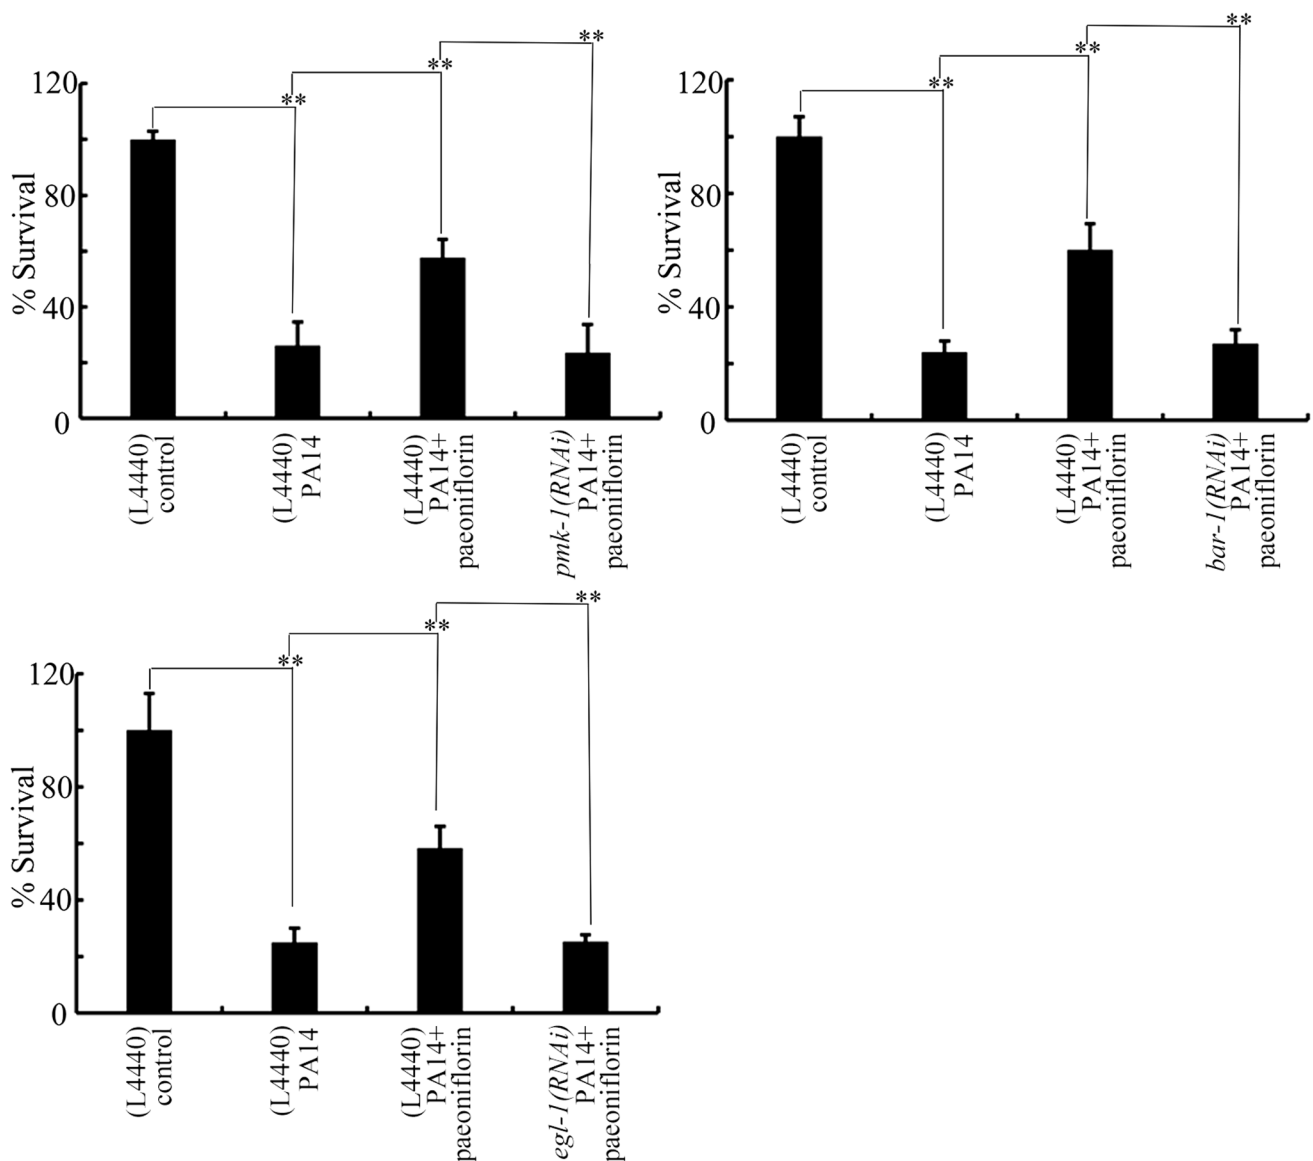 **
**
**
120
80
40
0
% Survival
(L4440)
control
(L4440)
PA14
(L4440)
PA14+
paeoniflorin
pmk-1(RNAi)
PA14+
paeoniflorin
**
**
**
120
80
40
0
% Survival
(L4440)
control
(L4440)
PA14
(L4440)
PA14+
paeoniflorin
bar-1(RNAi)
PA14+
paeoniflorin
**
**
**
120
80
40
0
% Survival
(L4440)
control
(L4440)
PA14
(L4440)
PA14+
paeoniflorin
egl-1(RNAi)
PA14+
paeoniflorin